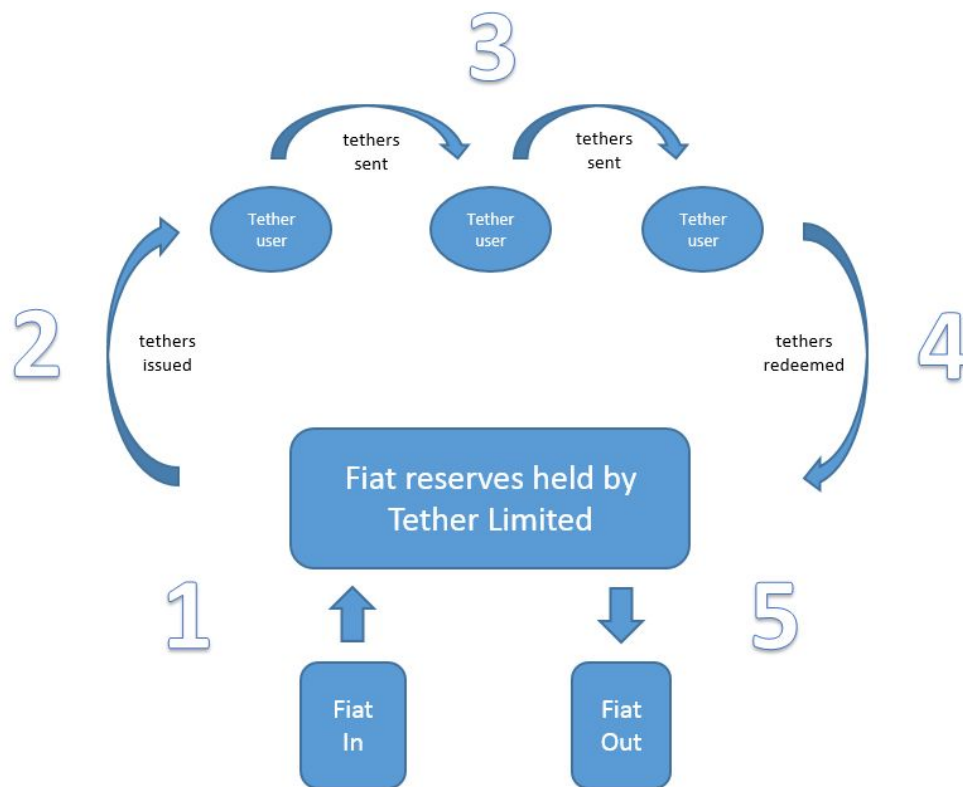 3
tethers
sent
tethers
sent
Tether
user
Tether
user
Tether
user
2
tethers
issued
4
tethers
redeemed
Fiat reserves held by
Tether Limited
1
5
Fiat
In
Fiat
Out